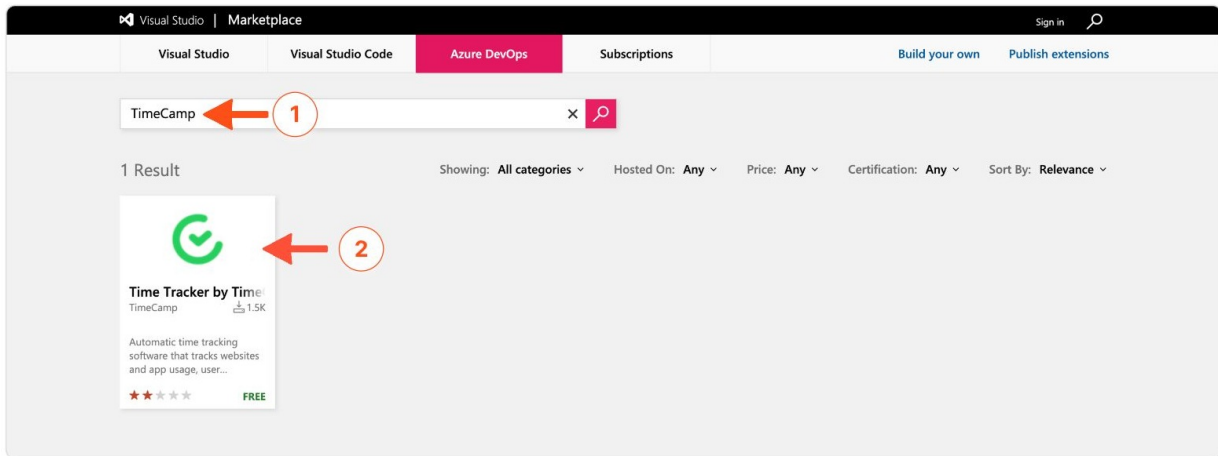 Visual Studio | Marketplace
Sign in
Visual Studio
Visual Studio Code
Azure DevOps
Subscriptions
Build your own
Publish extensions
TimeCamp
1
1 Result
Showing: All categories
Hosted On: Any
Price: Any
Certification: Any
Sort By: Relevance
2
Time Tracker by Time
TimeCamp
1.5K
Automatic time tracking
software that tracks websites
and app usage, user...
FREE